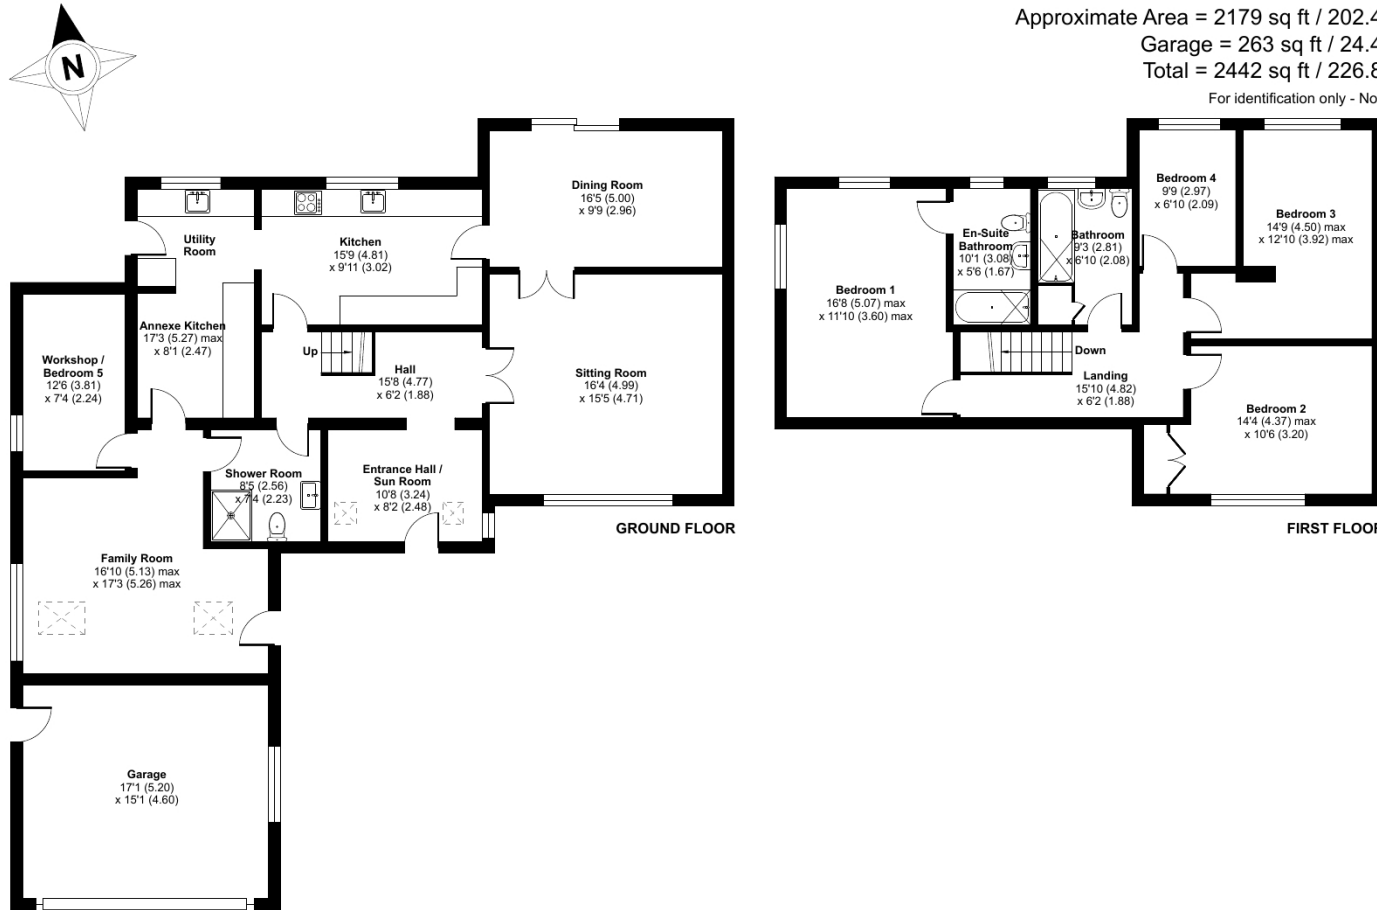 Approximate Area = 2179 sq ft / 202.4
Garage = 263 sq ft / 24.4
Total = 2442 sq ft / 226.8
For identification only - No
N
Dining Room
16'5 (5.00)
x 9'9 (2.96)
Utility
Room
Kitchen
15'9 (4.81)
x 9'11 (3.02)
Annexe Kitchen
17'3 (5.27) max
x 8'1 (2.47)
Workshop /
Bedroom 5
12'6 (3.81)
x 7'4 (2.24)
Up
Hall
15'8 (4.77)
x 6'2 (1.88)
Sitting Room
16'4 (4.99)
x 15'5 (4.71)
Shower Room
8'5 (2.56)
x 7'4 (2.23)
Entrance Hall /
Sun Room
10'8 (3.24)
x 8'2 (2.48)
GROUND FLOOR
Family Room
16'10 (5.13) max
x 17'3 (5.26) max
Garage
17'1 (5.20)
x 15'1 (4.60)
Bedroom 1
16'8 (5.07) max
x 11'10 (3.60) max
En-Suite
Bathroom
10'1 (3.08)
x 5'6 (1.67)
Bathroom
9'3 (2.81)
x 6'10 (2.08)
Bedroom 4
9'9 (2.97)
x 6'10 (2.09)
Bedroom 3
14'9 (4.50) max
x 12'10 (3.92) max
Down
Landing
15'10 (4.82)
x 6'2 (1.88)
Bedroom 2
14'4 (4.37) max
x 10'6 (3.20)
FIRST FLOOR